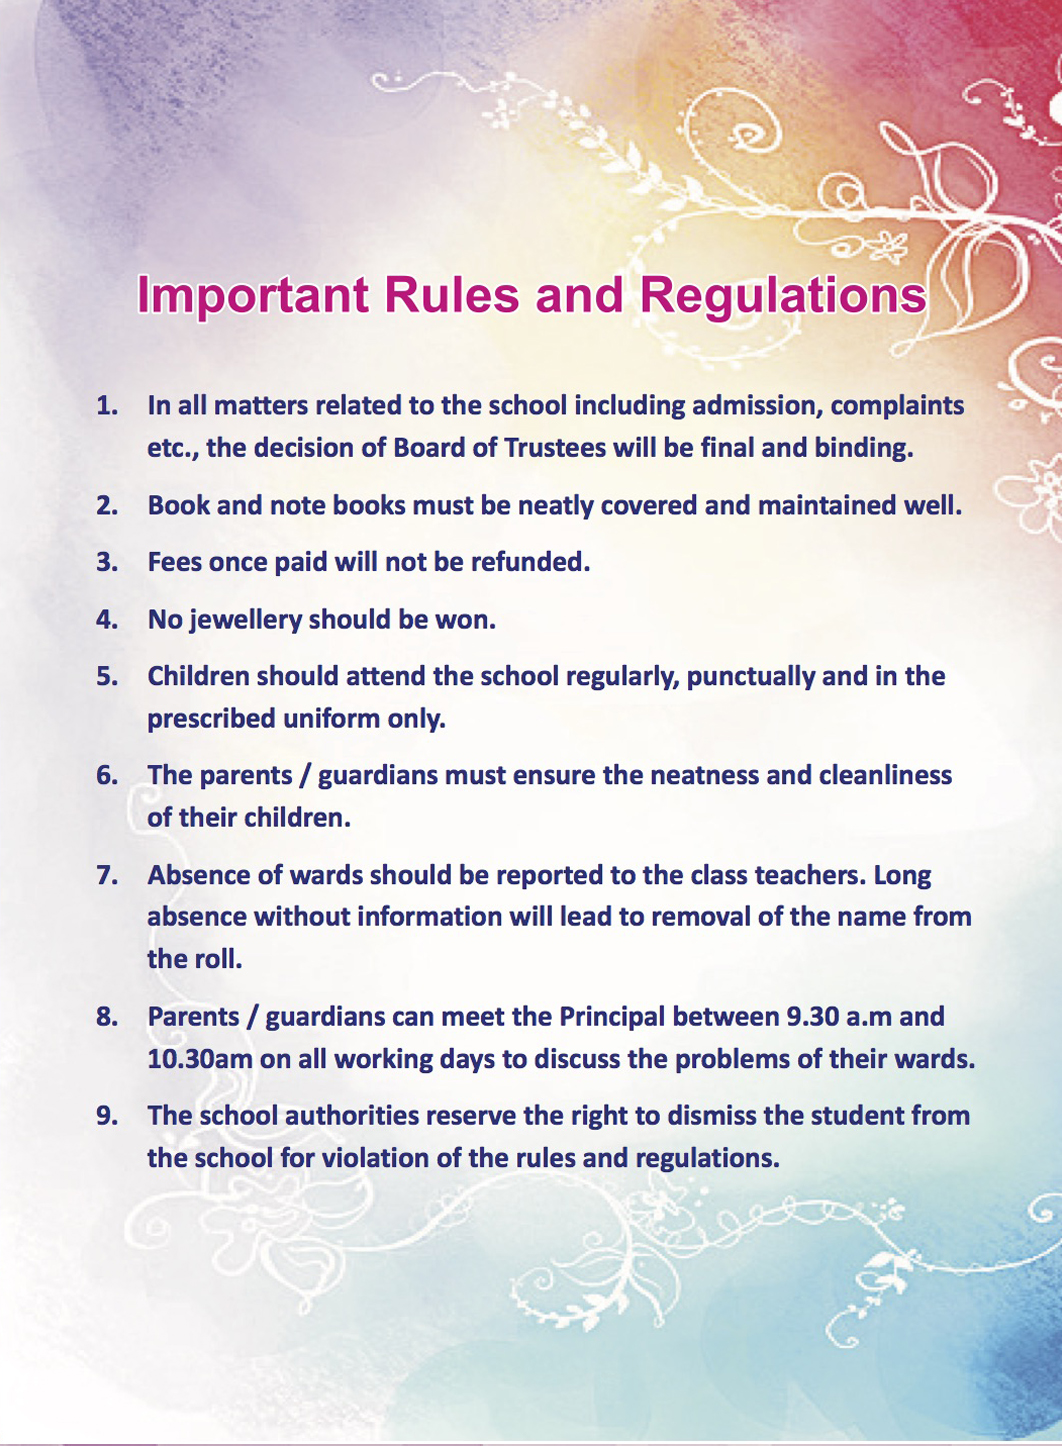 Important Rules and Regulations
1. In all matters related to the school including admission, complaints
etc., the decision of Board of Trustees will be final and binding.
2. Book and note books must be neatly covered and maintained well.
3. Fees once paid will not be refunded.
4. No jewellery should be won.
5. Children should attend the school regularly, punctually and in the
prescribed uniform only.
6. The parents / guardians must ensure the neatness and cleanliness
of their children.
7. Absence of wards should be reported to the class teachers. Long
absence without information will lead to removal of the name from
the roll.
8. Parents / guardians can meet the Principal between 9.30 a.m and
10.30am on all working days to discuss the problems of their wards.
9. The school authorities reserve the right to dismiss the student from
the school for violation of the rules and regulations.